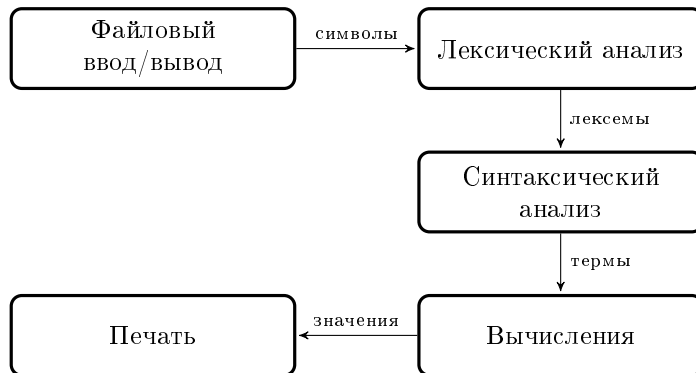 Файловый
ввод/вывод
символы
Лексический анализ
лексемы
Синтаксический
анализ
термы
Вычисления
значения
Печать